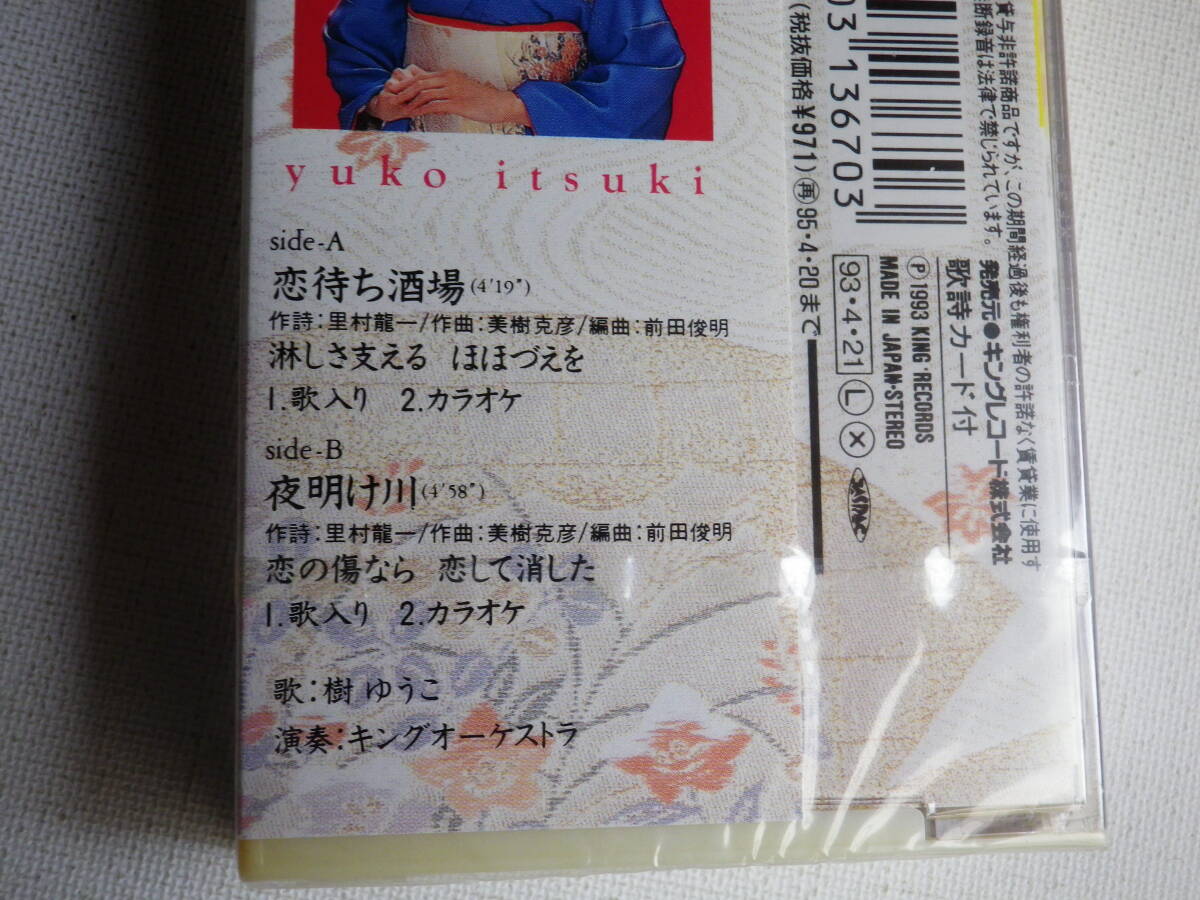 yuko itsuki
side-A
恋待ち酒場(4'19")
作詩:里村龍一/作曲:美樹克彦/編曲:前田俊明
淋しさ支える ほほづえを
1.歌入り 2.カラオケ
side-B
夜明け川(4'58")
作詩:里村龍一/作曲:美樹克彦/編曲:前田俊明
恋の傷なら 恋して消した
1.歌入り 2.カラオケ
歌:樹 ゆうこ
演奏:キングオーケストラ
03 136703
(税抜価格¥971)再95・4・20まで
93・4・21 L X
Ⓟ1993 KING RECORDS
MADE IN JAPAN・STEREO
歌詩カード付
発売元●キングレコード株式会社
断録音は法律で禁じられています。
貸与非許諾商品ですが、この期間経過後も権利者の許諾なく賃貸業に使用す